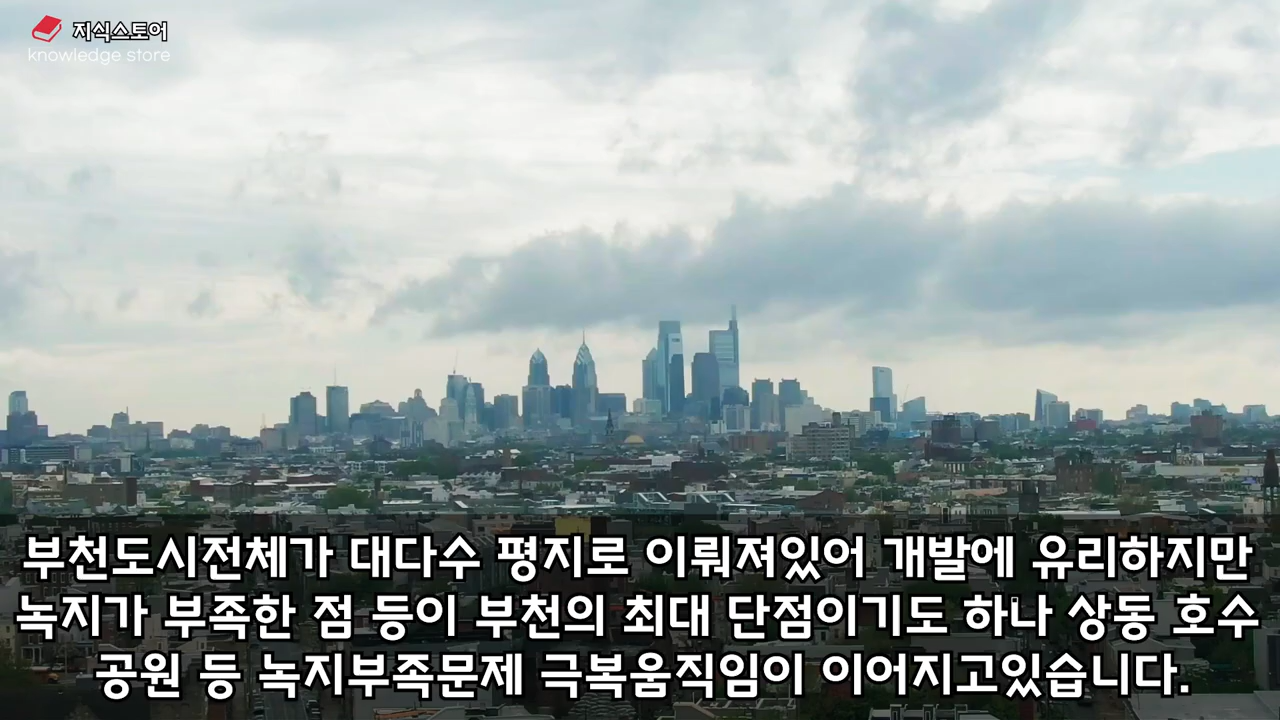 지식스토어
knowledge store
부천도시전체가 대다수 평지로 이뤄져있어 개발에 유리하지만
녹지가 부족한 점 등이 부천의 최대 단점이기도 하나 상동 호수
공원 등 녹지부족문제 극복움직임이 이어지고있습니다.